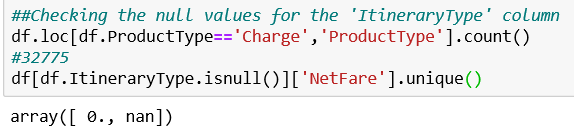 ##Checking the null values for the 'ItineraryType' column
df.loc[df.ProductType=='Charge','ProductType'].count()
#32775
df[df.ItineraryType.isnull()]['NetFare'].unique()
array([ 0., nan])